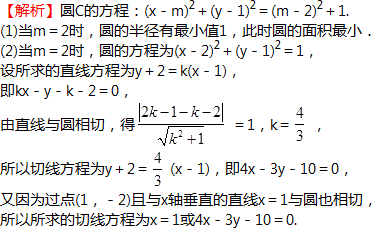 【解析】圆C的方程：(x－m)²＋(y－1)²＝(m－2)²＋1.
(1)当m＝2时，圆的半径有最小值1，此时圆的面积最小．
(2)当m＝2时，圆的方程为(x－2)²＋(y－1)²＝1，
设所求的直线方程为y＋2＝k(x－1)，
即kx－y－k－2＝0，
由直线与圆相切，得|2k－1－k－2|/√(k²＋1)＝1，k＝4/3，
所以切线方程为y＋2＝4/3(x－1)，即4x－3y－10＝0，
又因为过点(1，－2)且与x轴垂直的直线x＝1与圆也相切，
所以所求的切线方程为x＝1或4x－3y－10＝0.